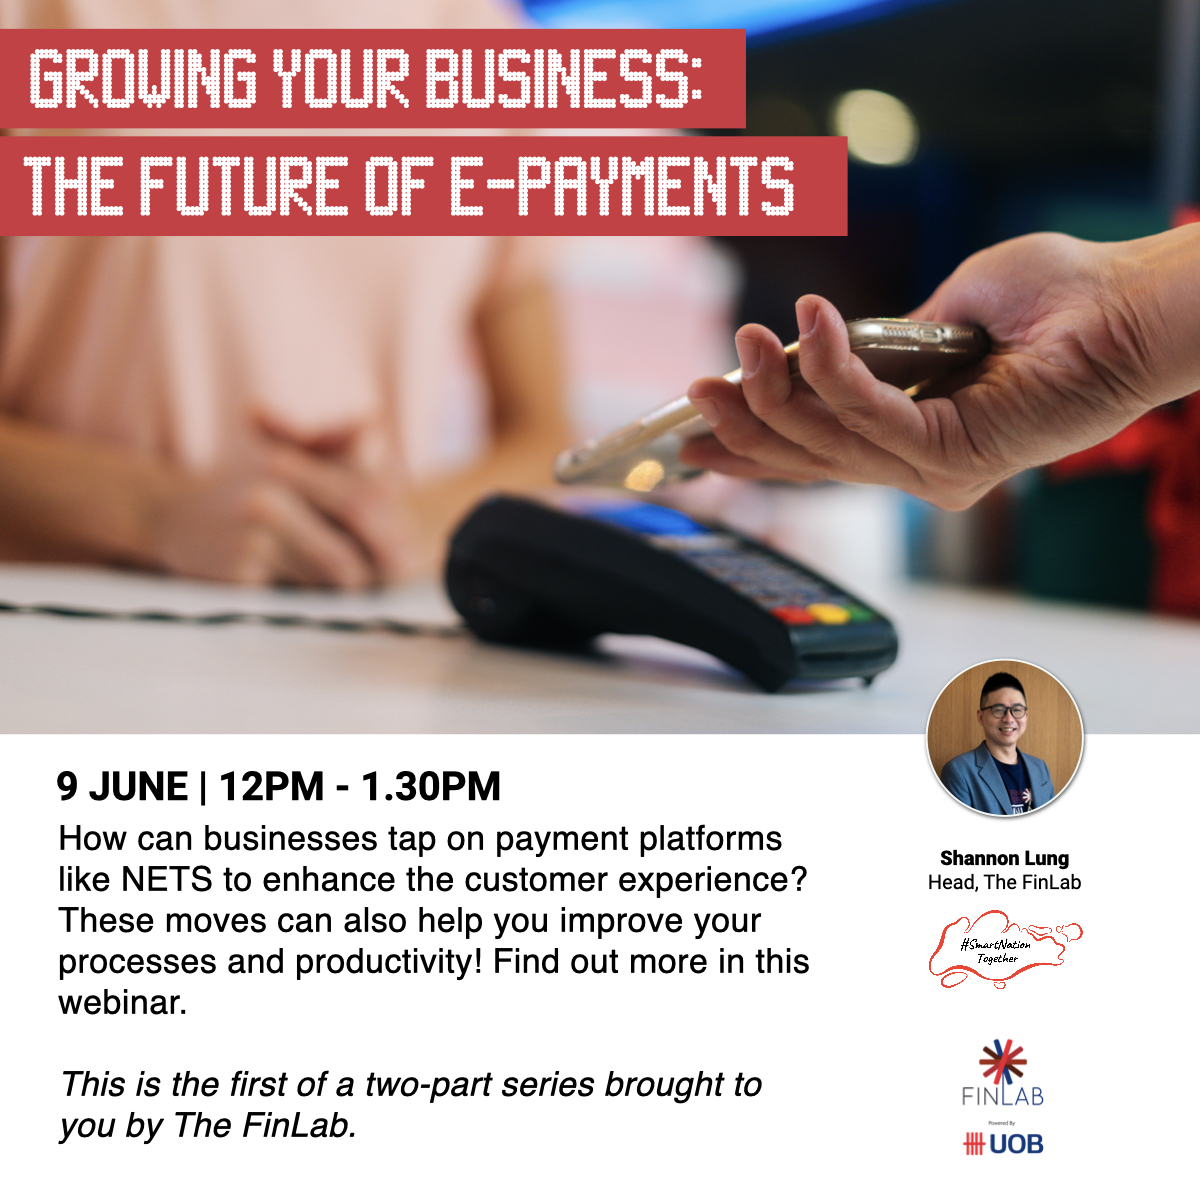 GROWING YOUR BUSINESS:
THE FUTURE OF E-PAYMENTS
9 JUNE | 12PM - 1.30PM
How can businesses tap on payment platforms
like NETS to enhance the customer experience?
These moves can also help you improve your
processes and productivity! Find out more in this
webinar.
This is the first of a two-part series brought to
you by The FinLab.
Shannon Lung
Head, The FinLab
#SmartNation
Together
FINLAB
Powered By
UOB